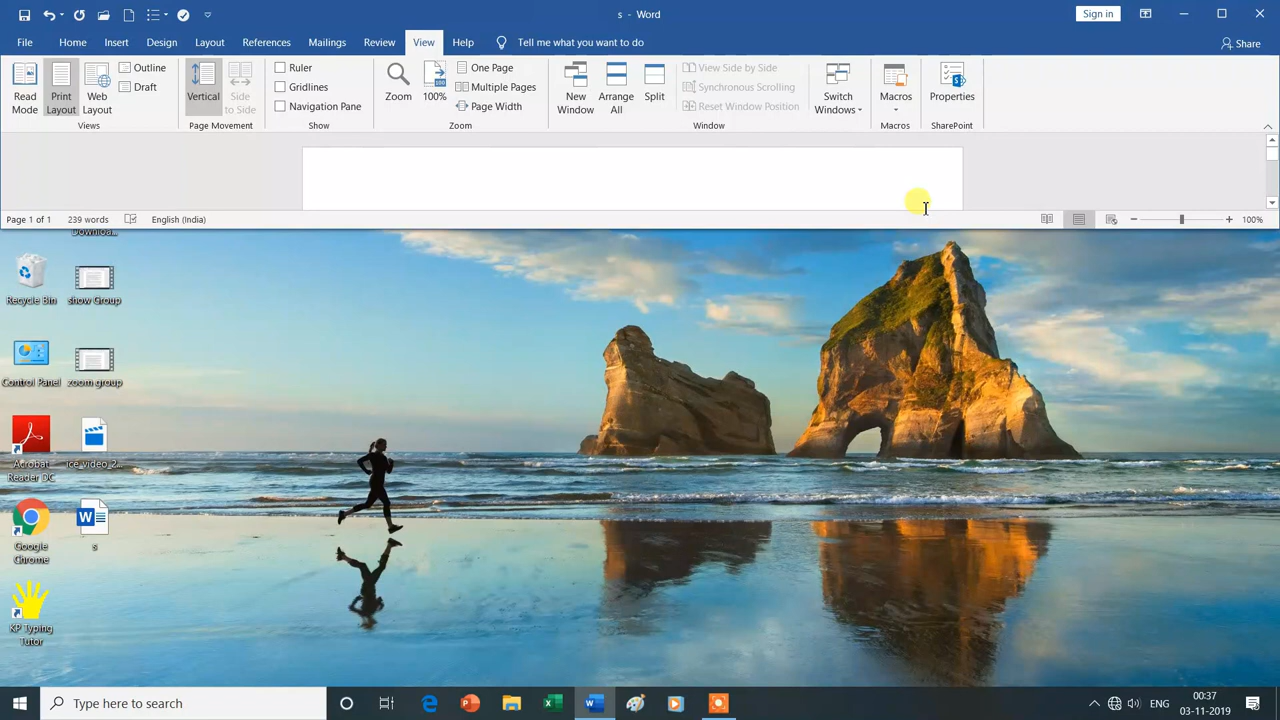 s - Word
Sign in
File Home Insert Design Layout References Mailings Review View Help Tell me what you want to do Share
Read Mode
Print Layout
Web Layout
Outline
Draft
Views
Vertical
Side to Side
Page Movement
Ruler
Gridlines
Navigation Pane
Show
Zoom
100%
One Page
Multiple Pages
Page Width
Zoom
New Window
Arrange All
Split
View Side by Side
Synchronous Scrolling
Reset Window Position
Window
Switch Windows
Macros
Macros
Properties
SharePoint
Page 1 of 1 239 words English (India) 100%
Downloa...
Recycle Bin
show Group
Control Panel
zoom group
Acrobat Reader DC
ice_video_2...
Google Chrome
s
KP Typing Tutor
Type here to search
ENG
00:37
03-11-2019